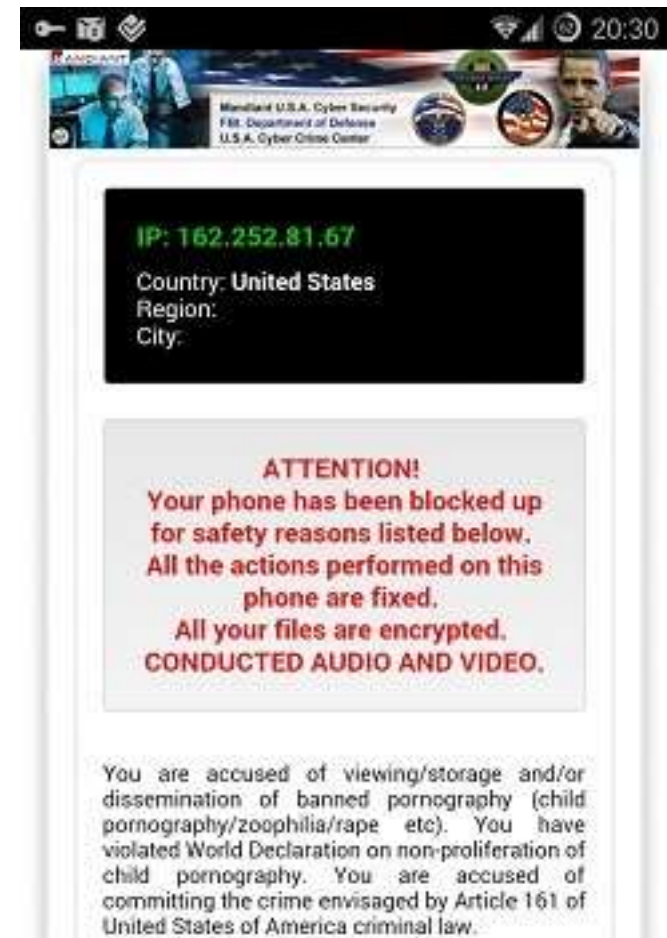 20:30
MANDIANT
Mandiant U.S.A. Cyber Security
FBI. Department of Defense
U.S.A. Cyber Crime Center
IP: 162.252.81.67
Country: United States
Region:
City:
ATTENTION!
Your phone has been blocked up
for safety reasons listed below.
All the actions performed on this
phone are fixed.
All your files are encrypted.
CONDUCTED AUDIO AND VIDEO.
You are accused of viewing/storage and/or
dissemination of banned pornography (child
pornography/zoophilia/rape etc). You have
violated World Declaration on non-proliferation of
child pornography. You are accused of
committing the crime envisaged by Article 161 of
United States of America criminal law.